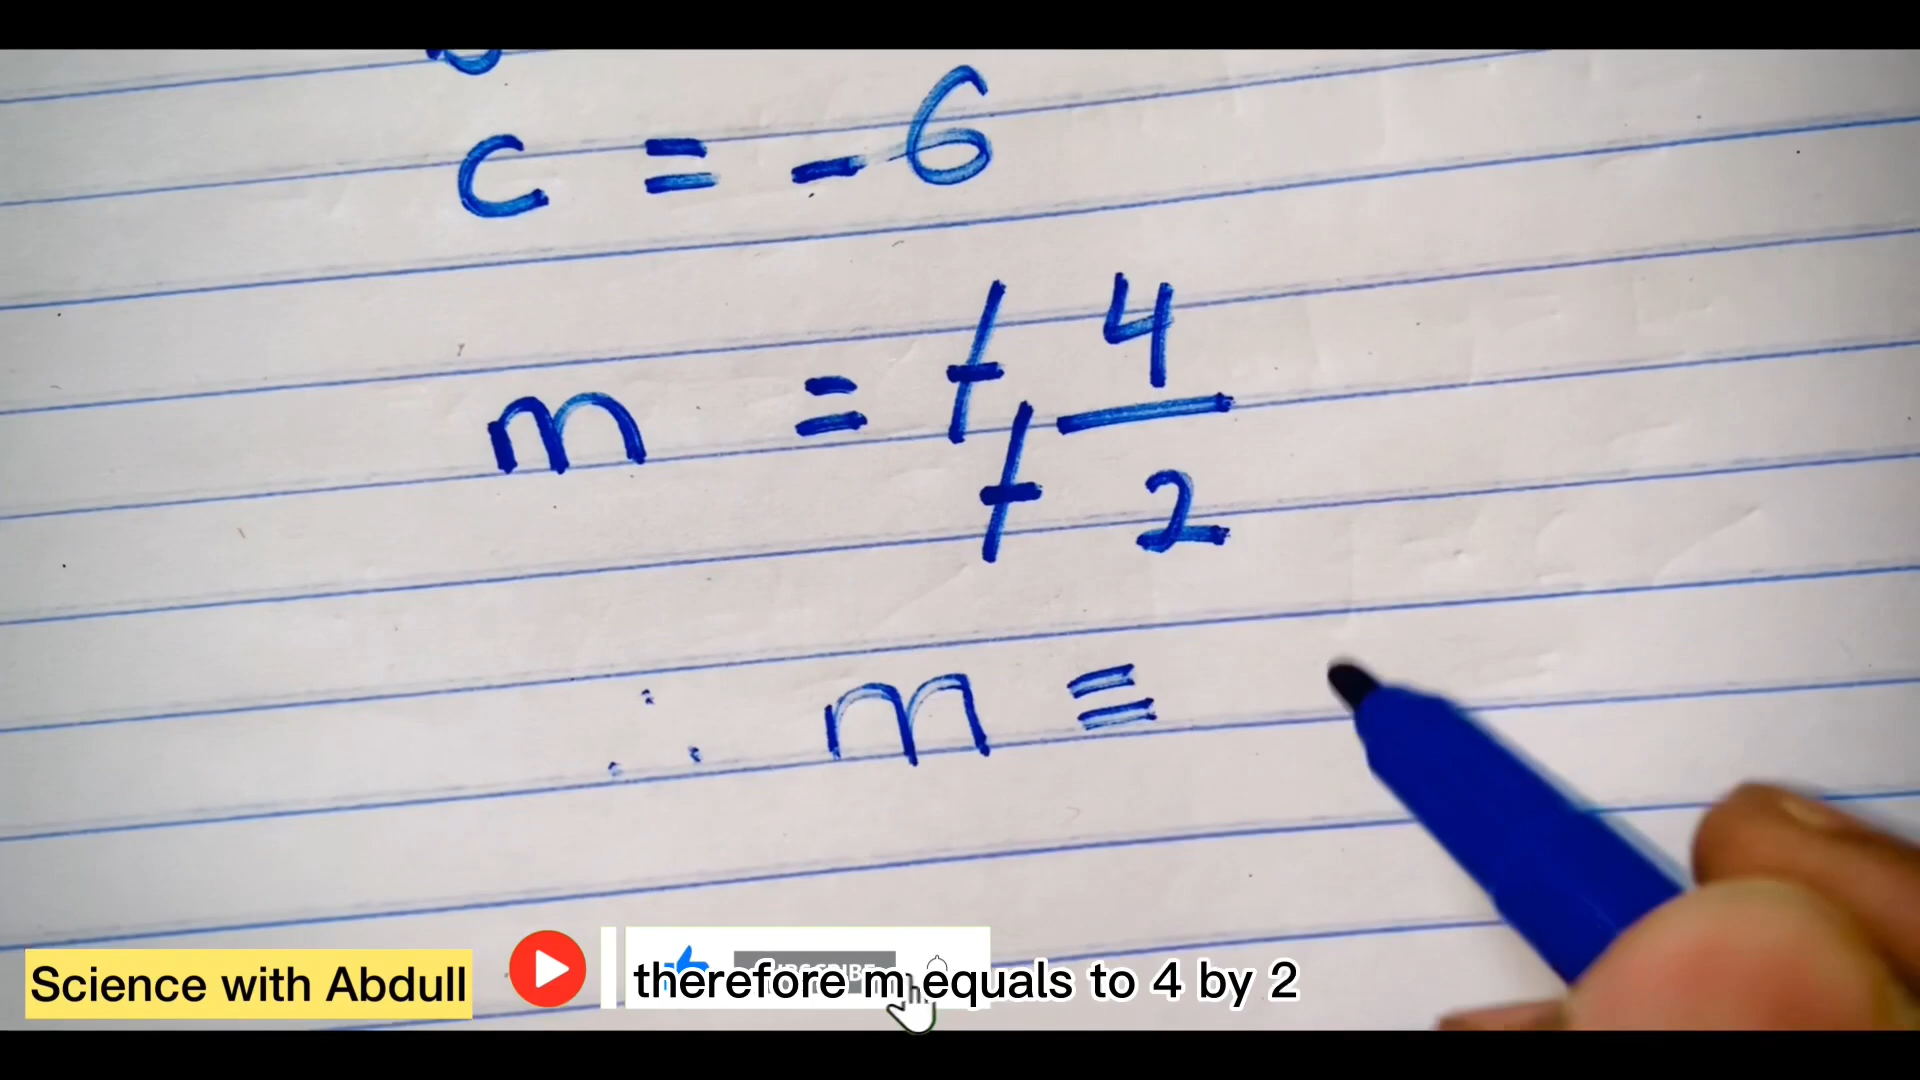 c = -6
m = -4/-2
∴ m =
Science with Abdull
therefore m equals to 4 by 2